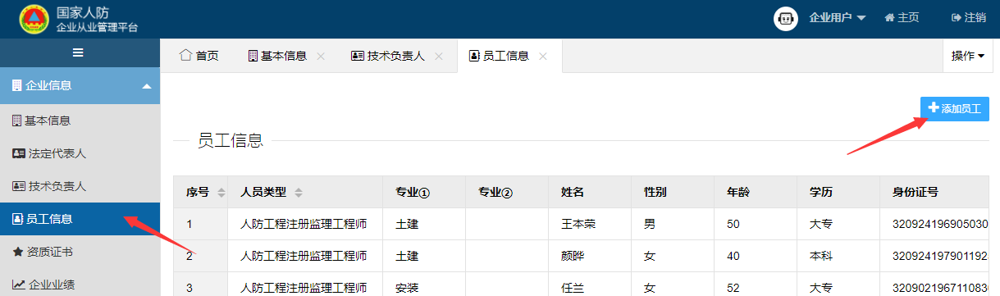 国家人防
企业从业管理平台
企业用户 主页 注销
首页 基本信息 技术负责人 员工信息 操作
企业信息
基本信息
法定代表人
技术负责人
员工信息
资质证书
企业业绩
添加员工
员工信息
序号 人员类型 专业① 专业② 姓名 性别 年龄 学历 身份证号
1 人防工程注册监理工程师 土建 王本荣 男 50 大专 320924196905030
2 人防工程注册监理工程师 土建 颜晔 女 40 本科 320924197901192
3 人防工程注册监理工程师 安装 任兰 女 52 大专 320902196711083